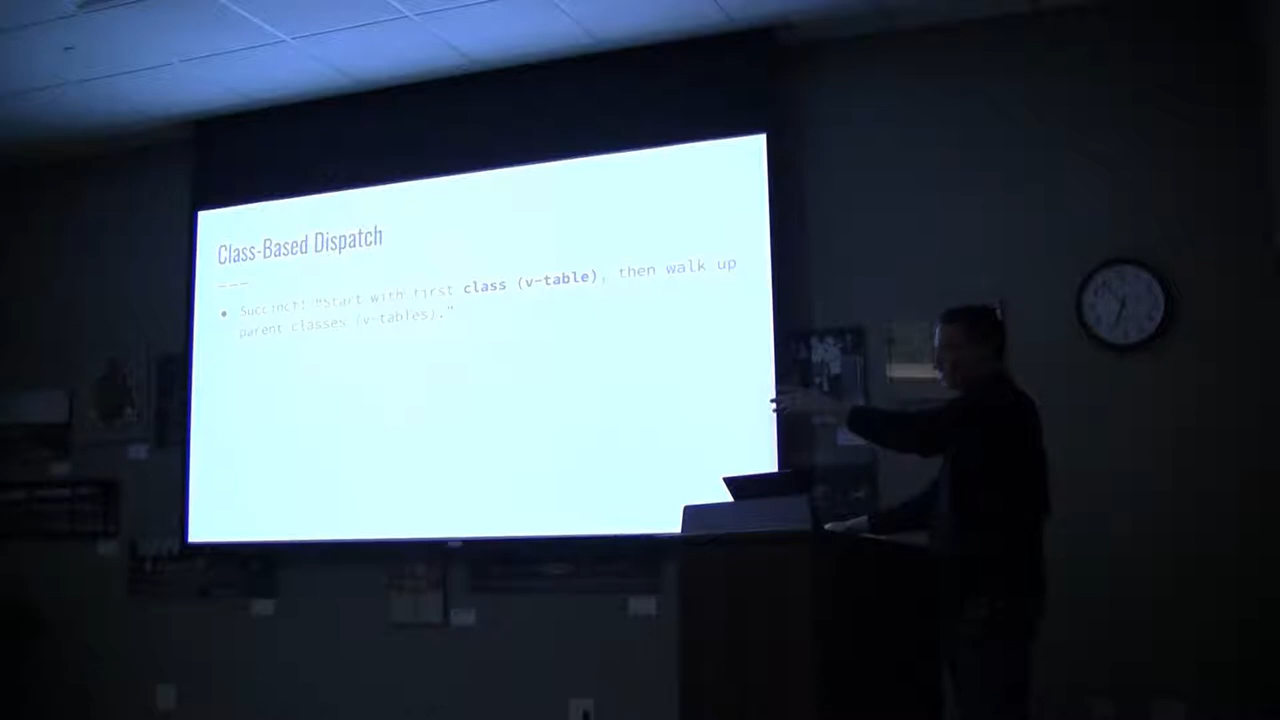 Class-Based Dispatch
• Succinct! "Start with first class (v-table), then walk up
parent classes (v-tables)."